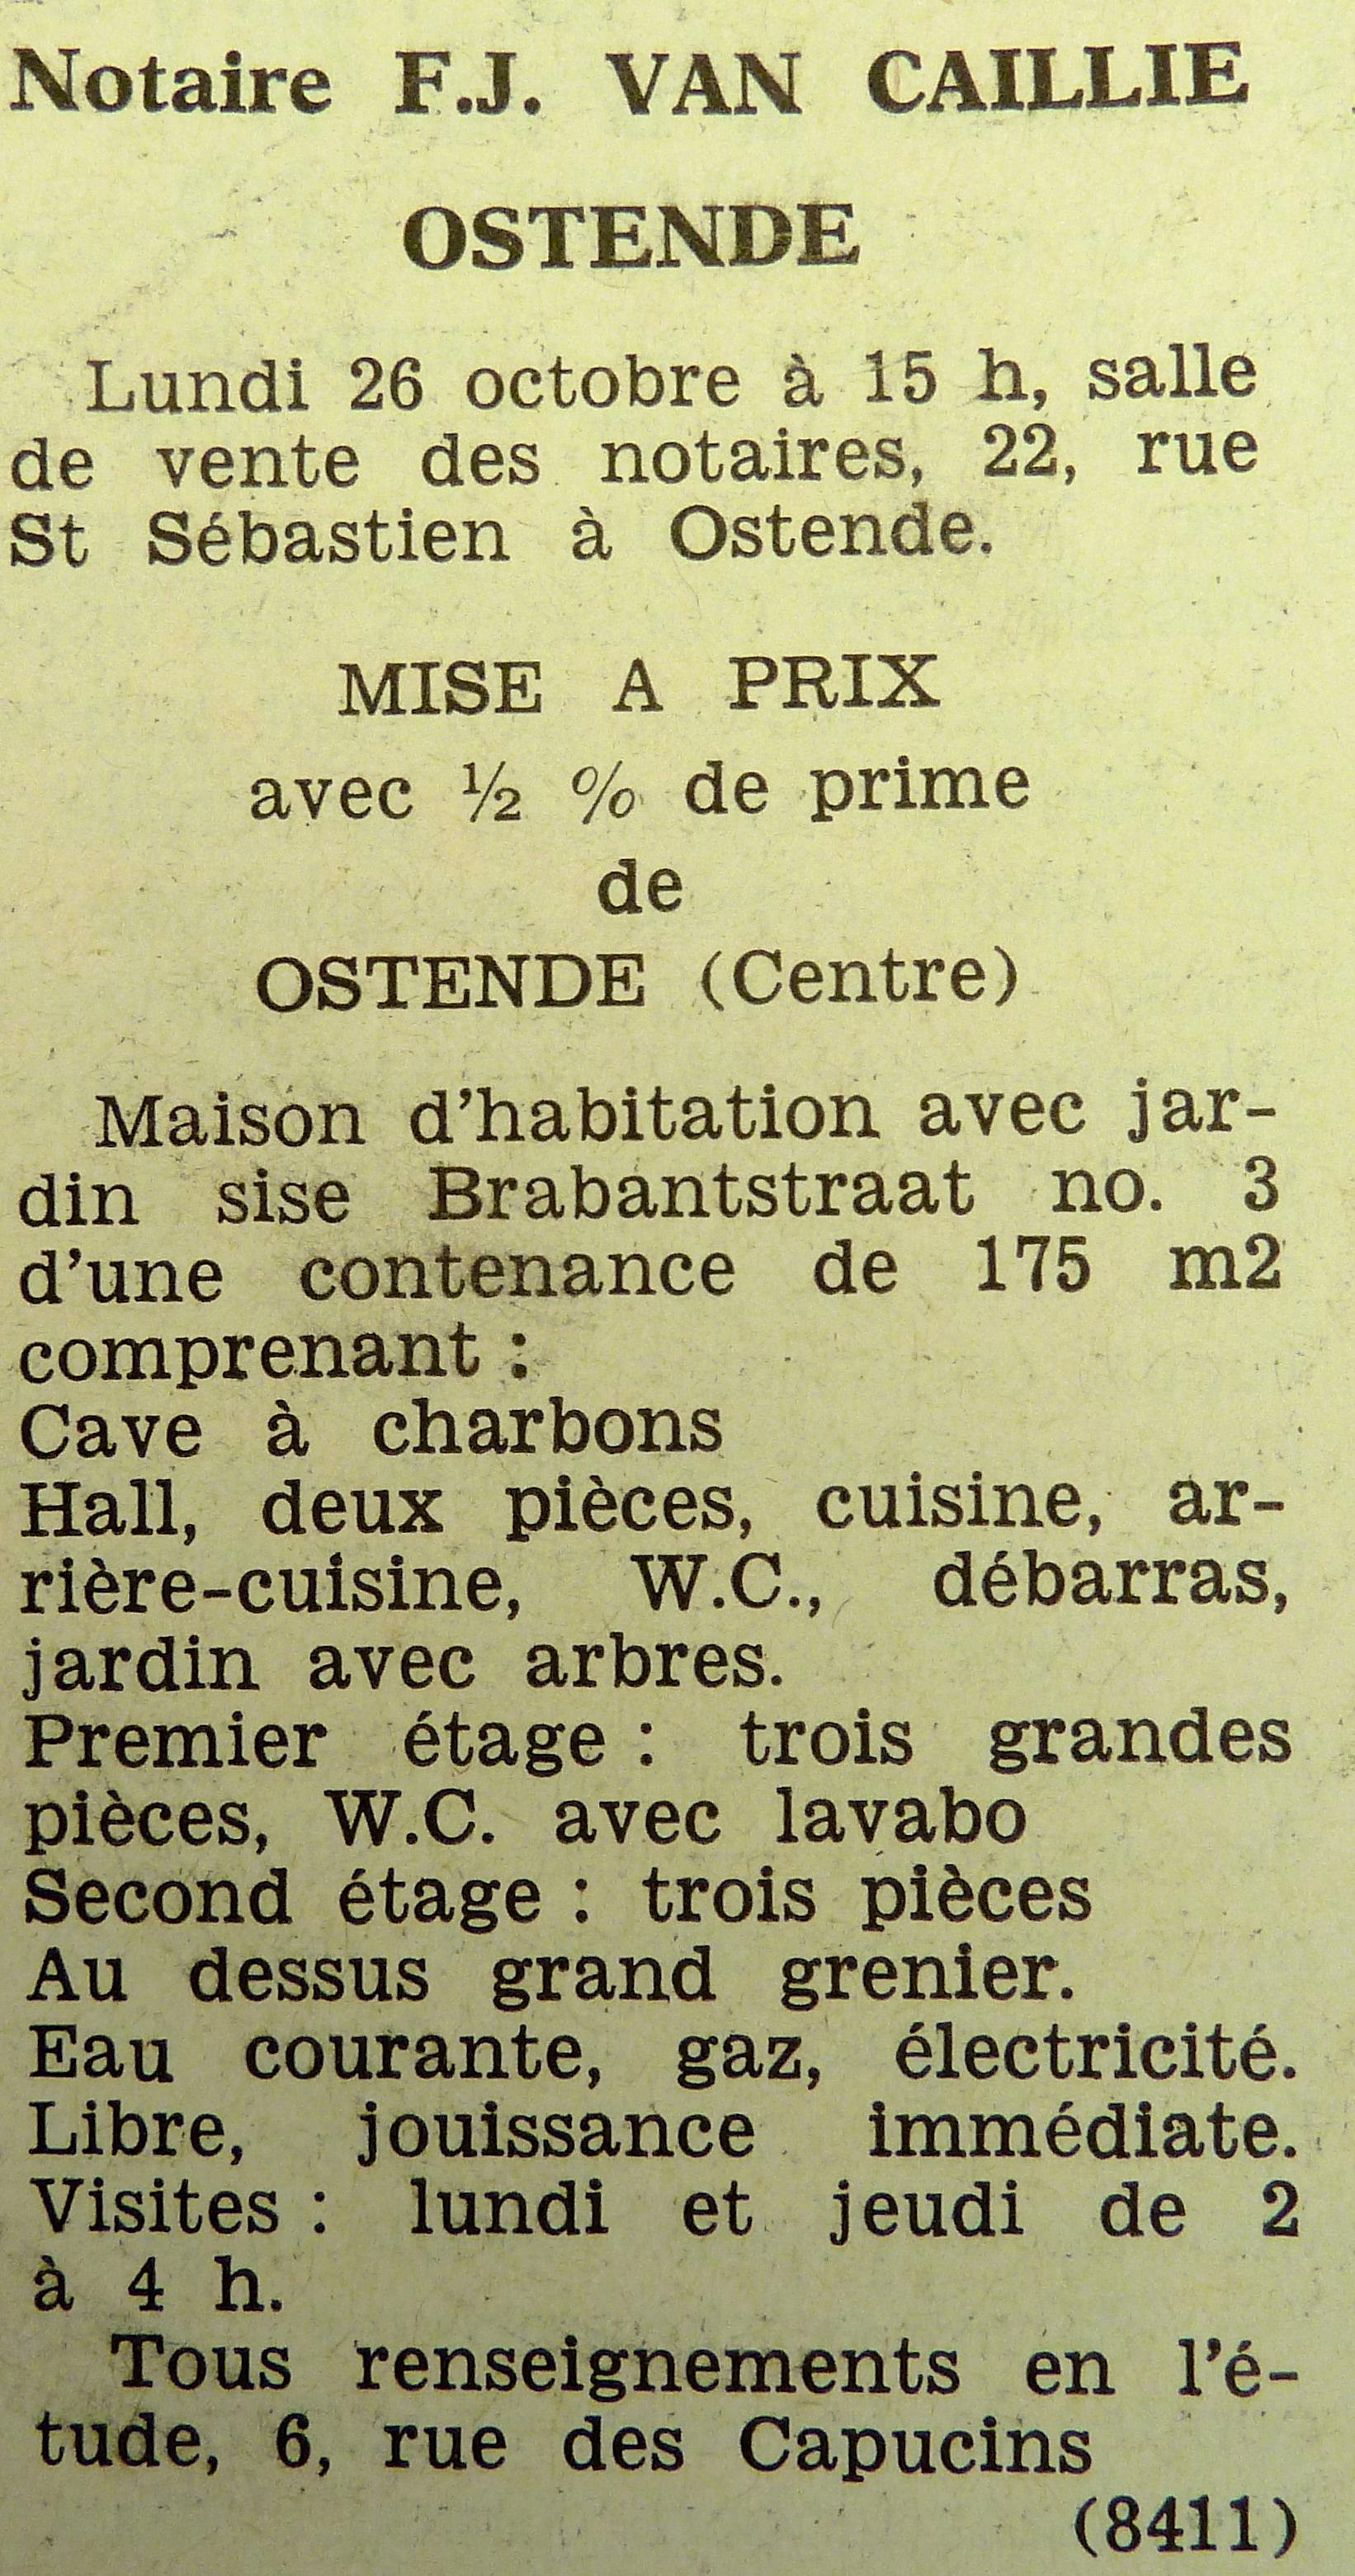 Notaire F.J. VAN CAILLIE
OSTENDE
Lundi 26 octobre à 15 h, salle
de vente des notaires, 22, rue
St Sébastien à Ostende.
MISE A PRIX
avec ½ % de prime
de
OSTENDE (Centre)
Maison d'habitation avec jar-
din sise Brabantstraat no. 3
d'une contenance de 175 m2
comprenant :
Cave à charbons
Hall, deux pièces, cuisine, ar-
rière-cuisine, W.C., débarras,
jardin avec arbres.
Premier étage : trois grandes
pièces, W.C. avec lavabo
Second étage : trois pièces
Au dessus grand grenier.
Eau courante, gaz, électricité.
Libre, jouissance immédiate.
Visites : lundi et jeudi de 2
à 4 h.
Tous renseignements en l'é-
tude, 6, rue des Capucins
(8411)